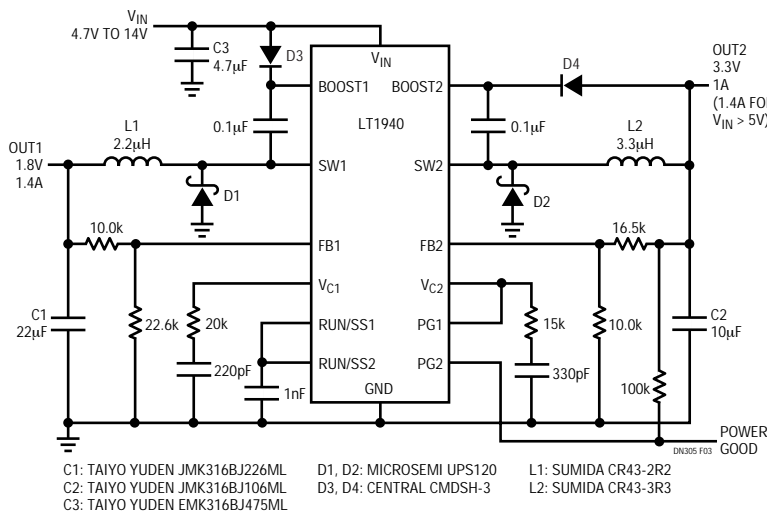 VIN
4.7V TO 14V
C3
4.7µF
D3
VIN
BOOST1
BOOST2
D4
OUT2
3.3V
1A
(1.4A FO
VIN > 5V)
LT1940
0.1µF
0.1µF
L1
2.2µH
L2
3.3µH
OUT1
1.8V
1.4A
SW1
SW2
D1
D2
10.0k
FB1
FB2
16.5k
VC1
VC2
C1
22µF
22.6k
20k
RUN/SS1
PG1
15k
10.0k
C2
10µF
220pF
RUN/SS2
PG2
330pF
100k
1nF
GND
POWER
GOOD
DN305 F03
C1: TAIYO YUDEN JMK316BJ226ML
C2: TAIYO YUDEN JMK316BJ106ML
C3: TAIYO YUDEN EMK316BJ475ML
D1, D2: MICROSEMI UPS120
D3, D4: CENTRAL CMDSH-3
L1: SUMIDA CR43-2R2
L2: SUMIDA CR43-3R3